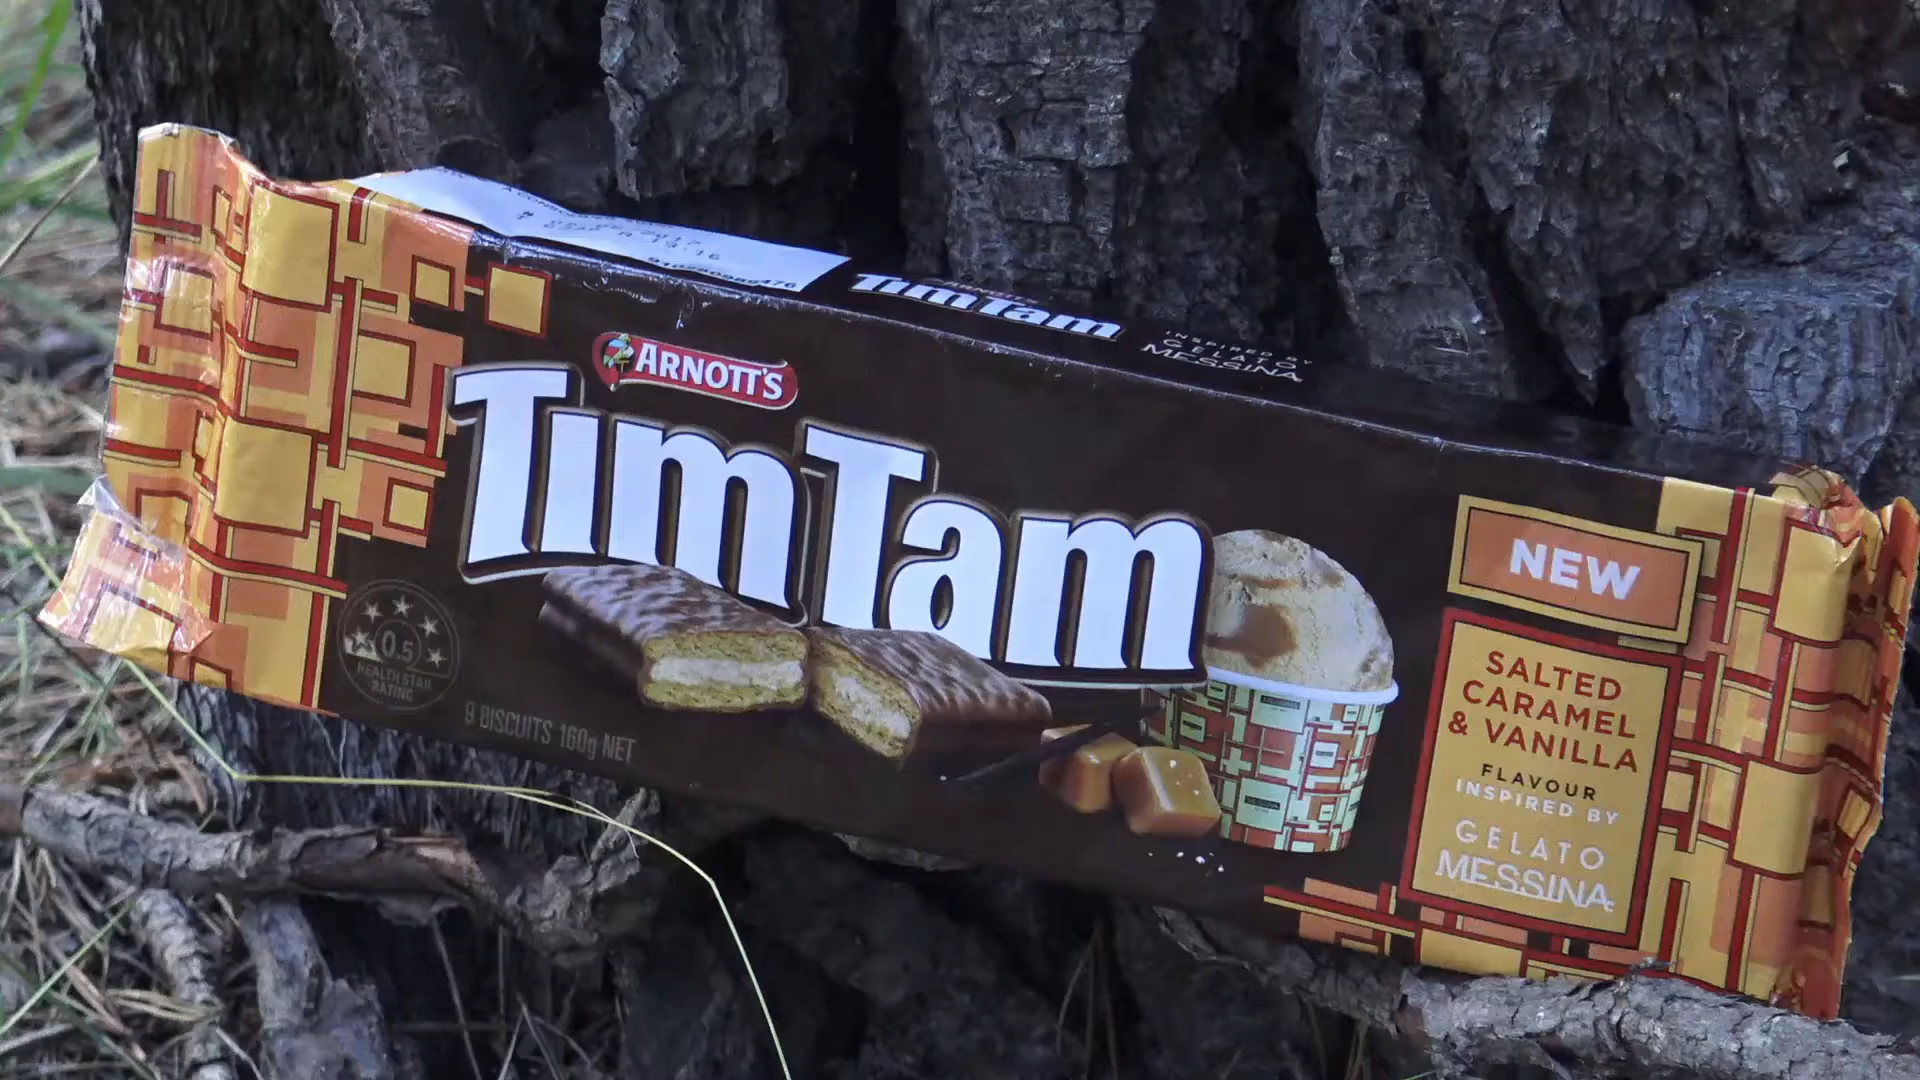 TimTam
INSPIRED BY
GELATO
MESSINA
ARNOTT'S
TimTam
NEW
SALTED
CARAMEL
& VANILLA
FLAVOUR
INSPIRED BY
GELATO
MESSINA
0.5
HEALTH STAR
RATING
9 BISCUITS 160g NET